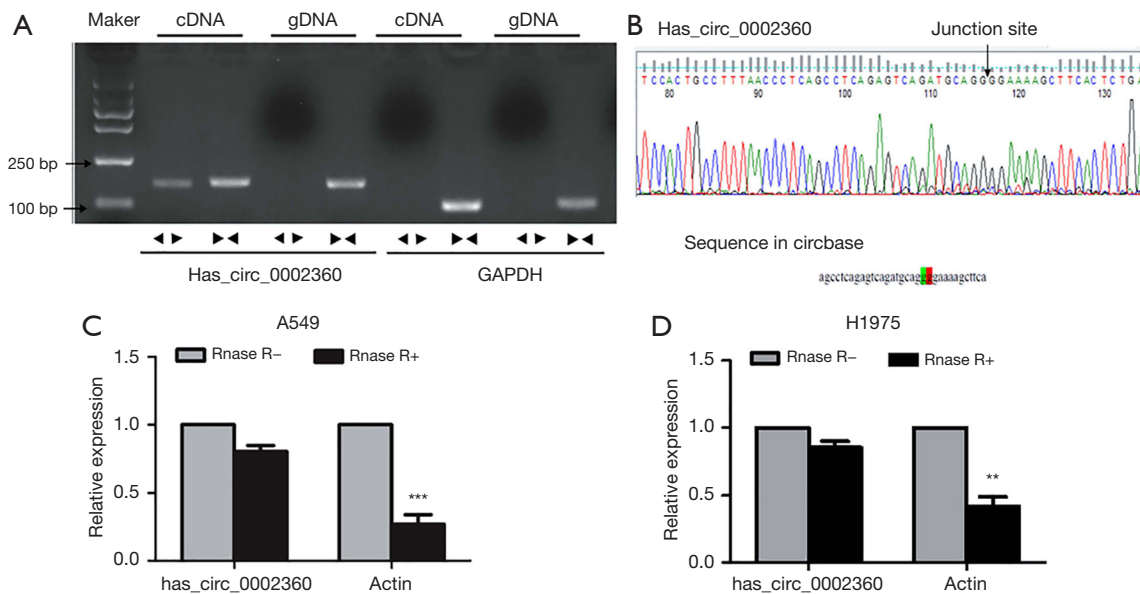 A
Maker
cDNA
gDNA
cDNA
gDNA
250 bp
100 bp
Has_circ_0002360
GAPDH
B
Has_circ_0002360
Junction site
TCCACTGCCTTTAACCCTCAGCCTCAGAGTCAGATGCAGGGGAAAAGCTTCACTCTGA
80 90 100 110 120 130
Sequence in circbase
agcctcagagtcagatgcaggggaaaagcttca
C
A549
Rnase R−
Rnase R+
Relative expression
1.5
1.0
0.5
0.0
***
has_circ_0002360
Actin
D
H1975
Rnase R−
Rnase R+
Relative expression
1.5
1.0
0.5
0.0
**
has_circ_0002360
Actin